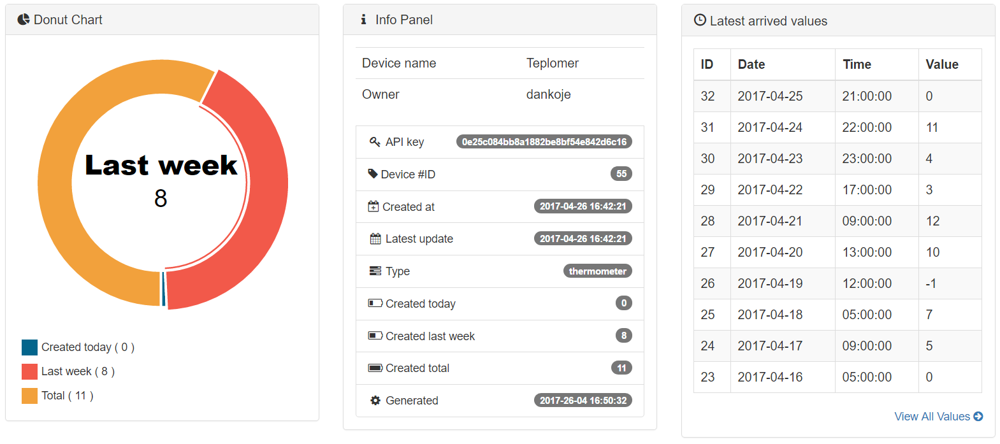 Donut Chart
Last week
8
Created today ( 0 )
Last week ( 8 )
Total ( 11 )
Info Panel
Device name Teplomer
Owner dankoje
API key 0e25c084bb8a1882be8bf54e842d6c16
Device #ID 55
Created at 2017-04-26 16:42:21
Latest update 2017-04-26 16:42:21
Type thermometer
Created today 0
Created last week 8
Created total 11
Generated 2017-26-04 16:50:32
Latest arrived values
ID Date Time Value
32 2017-04-25 21:00:00 0
31 2017-04-24 22:00:00 11
30 2017-04-23 23:00:00 4
29 2017-04-22 17:00:00 3
28 2017-04-21 09:00:00 12
27 2017-04-20 13:00:00 10
26 2017-04-19 12:00:00 -1
25 2017-04-18 05:00:00 7
24 2017-04-17 09:00:00 5
23 2017-04-16 05:00:00 0
View All Values